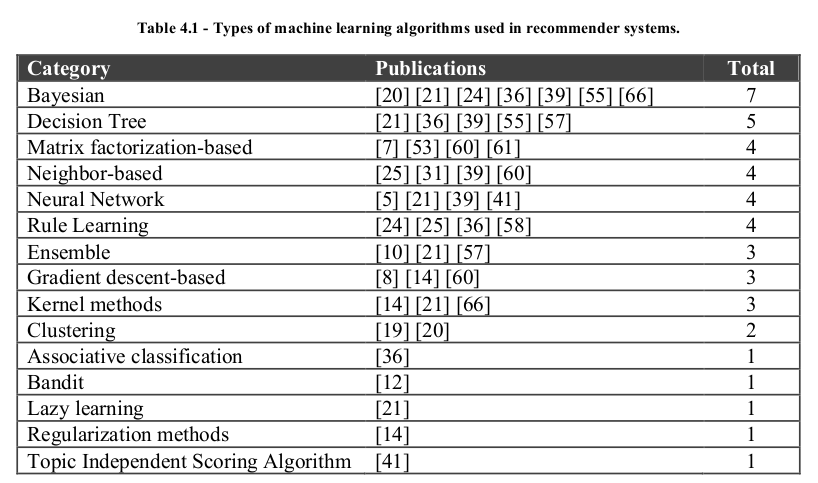 Table 4.1 - Types of machine learning algorithms used in recommender systems.
Category Publications Total
Bayesian [20] [21] [24] [36] [39] [55] [66] 7
Decision Tree [21] [36] [39] [55] [57] 5
Matrix factorization-based [7] [53] [60] [61] 4
Neighbor-based [25] [31] [39] [60] 4
Neural Network [5] [21] [39] [41] 4
Rule Learning [24] [25] [36] [58] 4
Ensemble [10] [21] [57] 3
Gradient descent-based [8] [14] [60] 3
Kernel methods [14] [21] [66] 3
Clustering [19] [20] 2
Associative classification [36] 1
Bandit [12] 1
Lazy learning [21] 1
Regularization methods [14] 1
Topic Independent Scoring Algorithm [41] 1